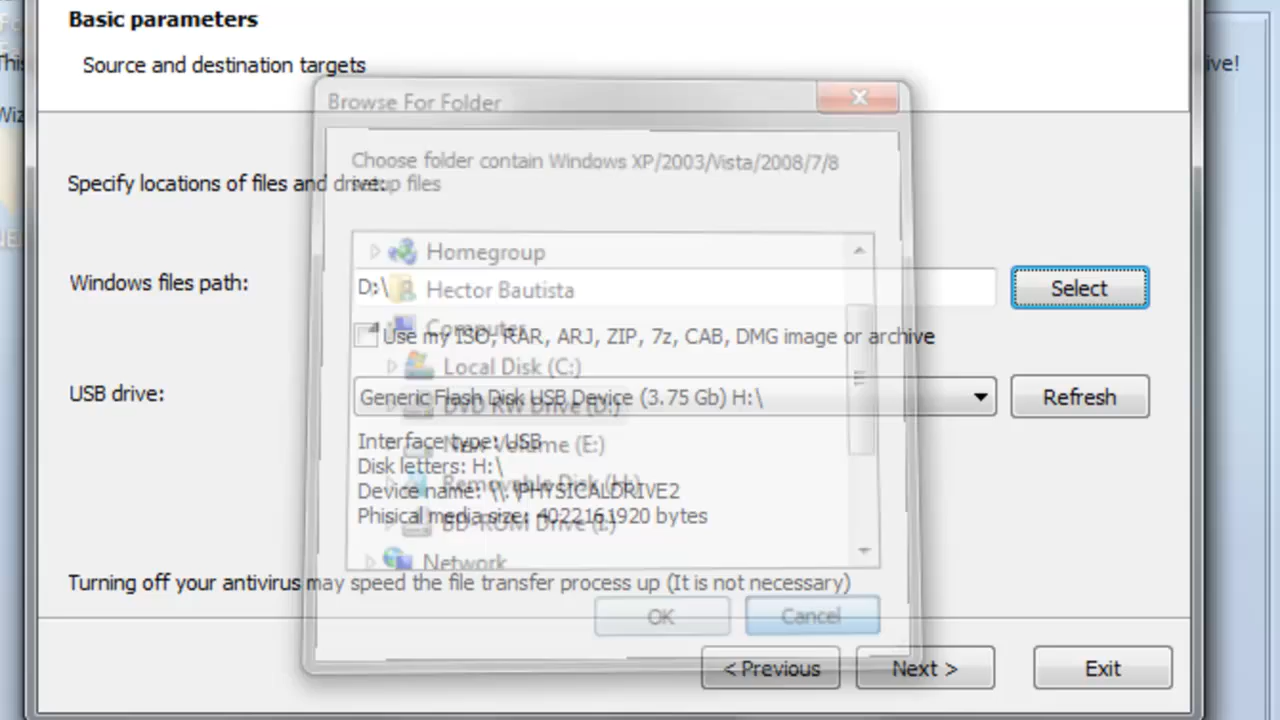 Basic parameters
Source and destination targets
This
ive!
Browse For Folder
Wiz
Choose folder contain Windows XP/2003/Vista/2008/7/8
setup files
Specify locations of files and drive:
Homegroup
Windows files path:
D:\
Hector Bautista
Select
Computer
Use my ISO, RAR, ARJ, ZIP, 7z, CAB, DMG image or archive
Local Disk (C:)
USB drive:
Generic Flash Disk USB Device (3.75 Gb) H:\
Refresh
DVD RW Drive (D:)
Interface type: USB
New Volume (E:)
Disk letters: H:\
Removable Disk (H:)
Device name: \\.\PHYSICALDRIVE2
Phisical media size: 4022161920 bytes
BD-ROM Drive (I:)
Network
Turning off your antivirus may speed the file transfer process up (It is not necessary)
OK
Cancel
< Previous
Next >
Exit